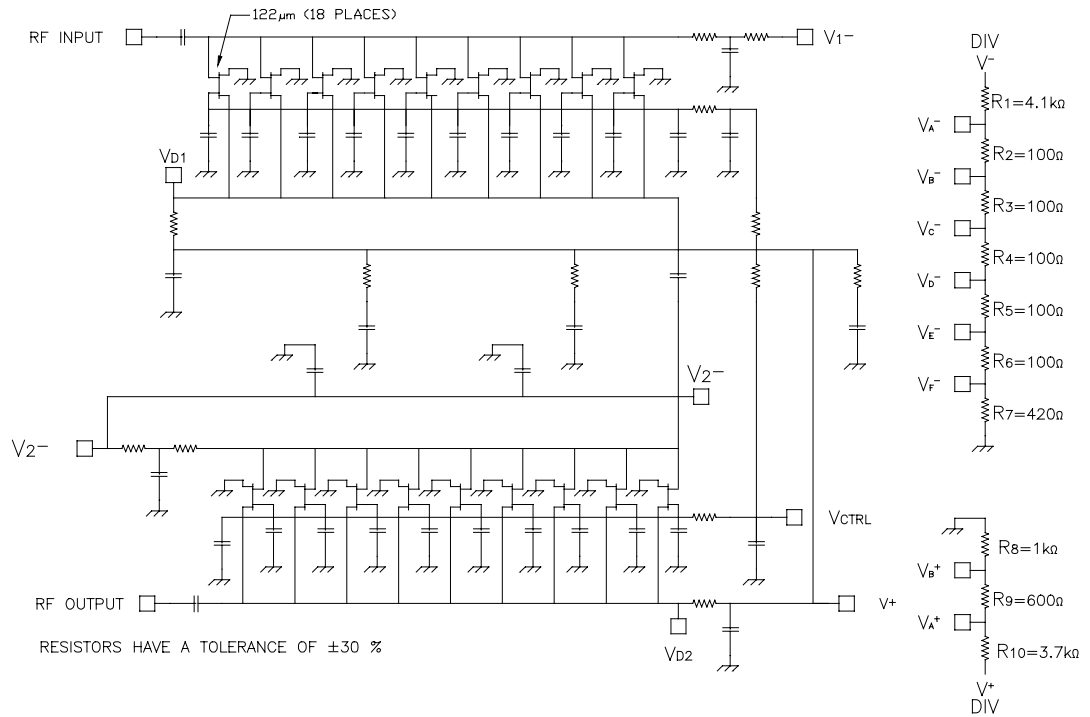 122μm (18 PLACES)
RF INPUT
V1–
DIV
V–
R1=4.1kΩ
VA–
R2=100Ω
VB–
R3=100Ω
VC–
R4=100Ω
VD–
R5=100Ω
VE–
R6=100Ω
VF–
R7=420Ω
VD1
V2–
V2–
VCTRL
R8=1kΩ
VB+
R9=600Ω
VA+
R10=3.7kΩ
V+
DIV
RF OUTPUT
V+
VD2
RESISTORS HAVE A TOLERANCE OF ±30 %